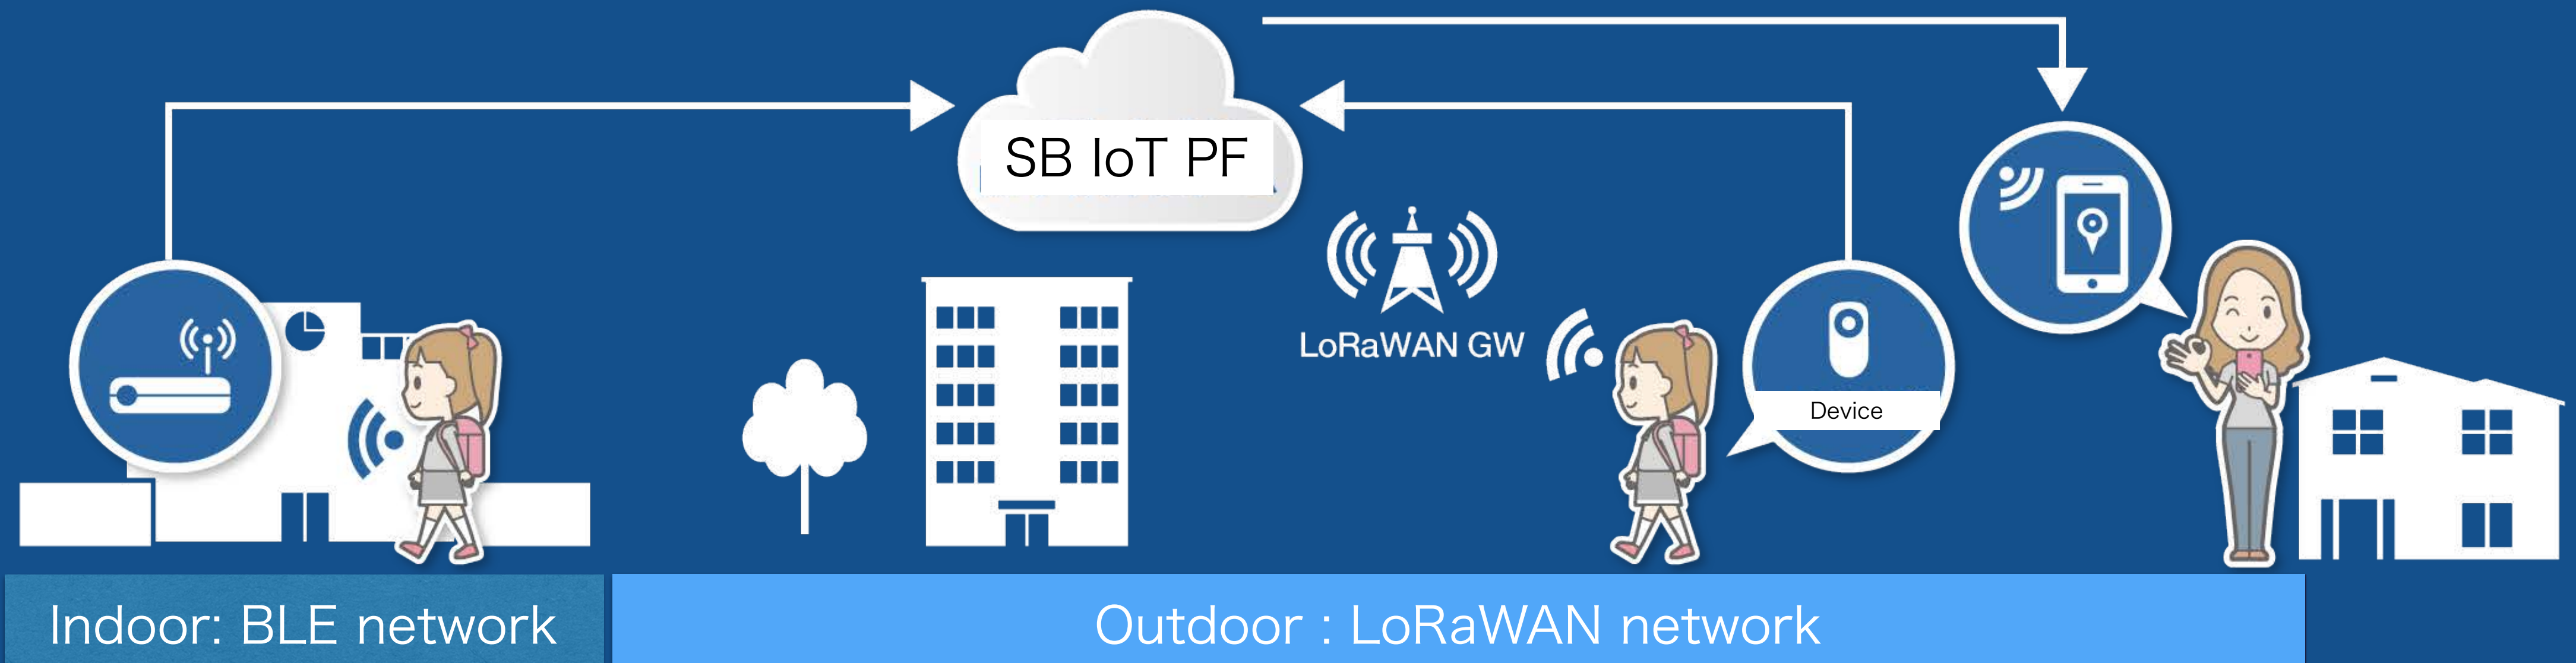 SB IoT PF
LoRaWAN GW
Device
Indoor: BLE network
Outdoor : LoRaWAN network